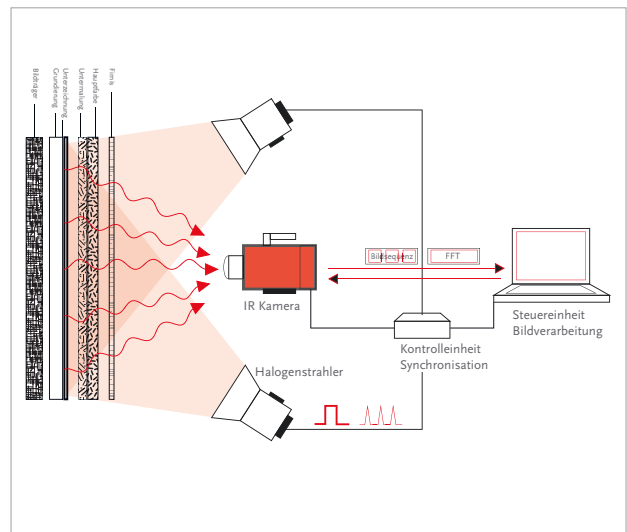 Bildträger
Grundierung
Unterzeichnung
Untermalung
Hauptfarbe
Firnis
Bildsequenz
FFT
IR Kamera
Steuereinheit
Bildverarbeitung
Kontrolleinheit
Synchronisation
Halogenstrahler